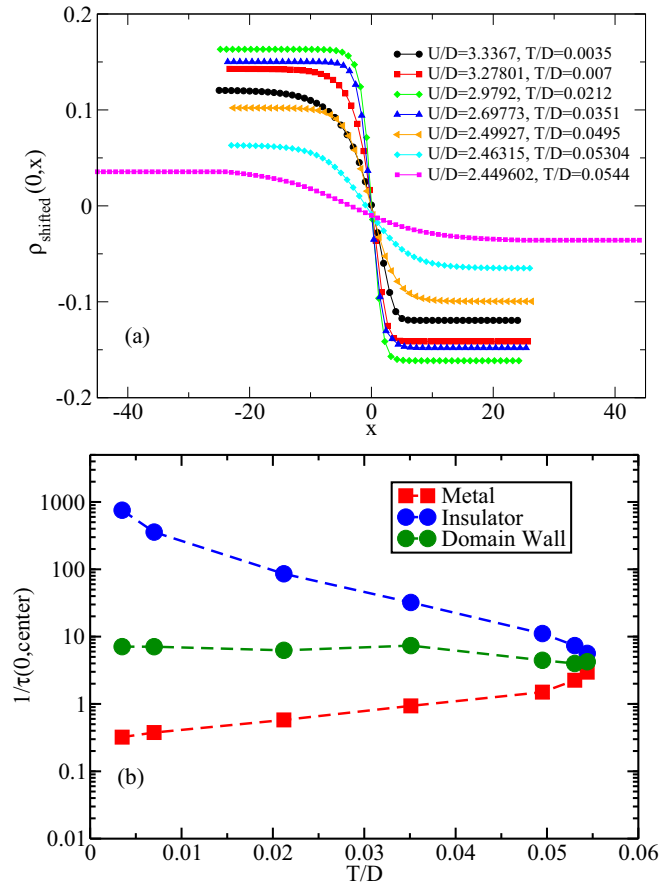 0.2
0.1
0
-0.1
-0.2
ρshifted(0,x)
U/D=3.3367, T/D=0.0035
U/D=3.27801, T/D=0.007
U/D=2.9792, T/D=0.0212
U/D=2.69773, T/D=0.0351
U/D=2.49927, T/D=0.0495
U/D=2.46315, T/D=0.05304
U/D=2.449602, T/D=0.0544
(a)
-40 -20 0 20 40
x
1000
100
10
1
0.1
0.01
1/τ(0,center)
Metal
Insulator
Domain Wall
(b)
0 0.01 0.02 0.03 0.04 0.05 0.06
T/D